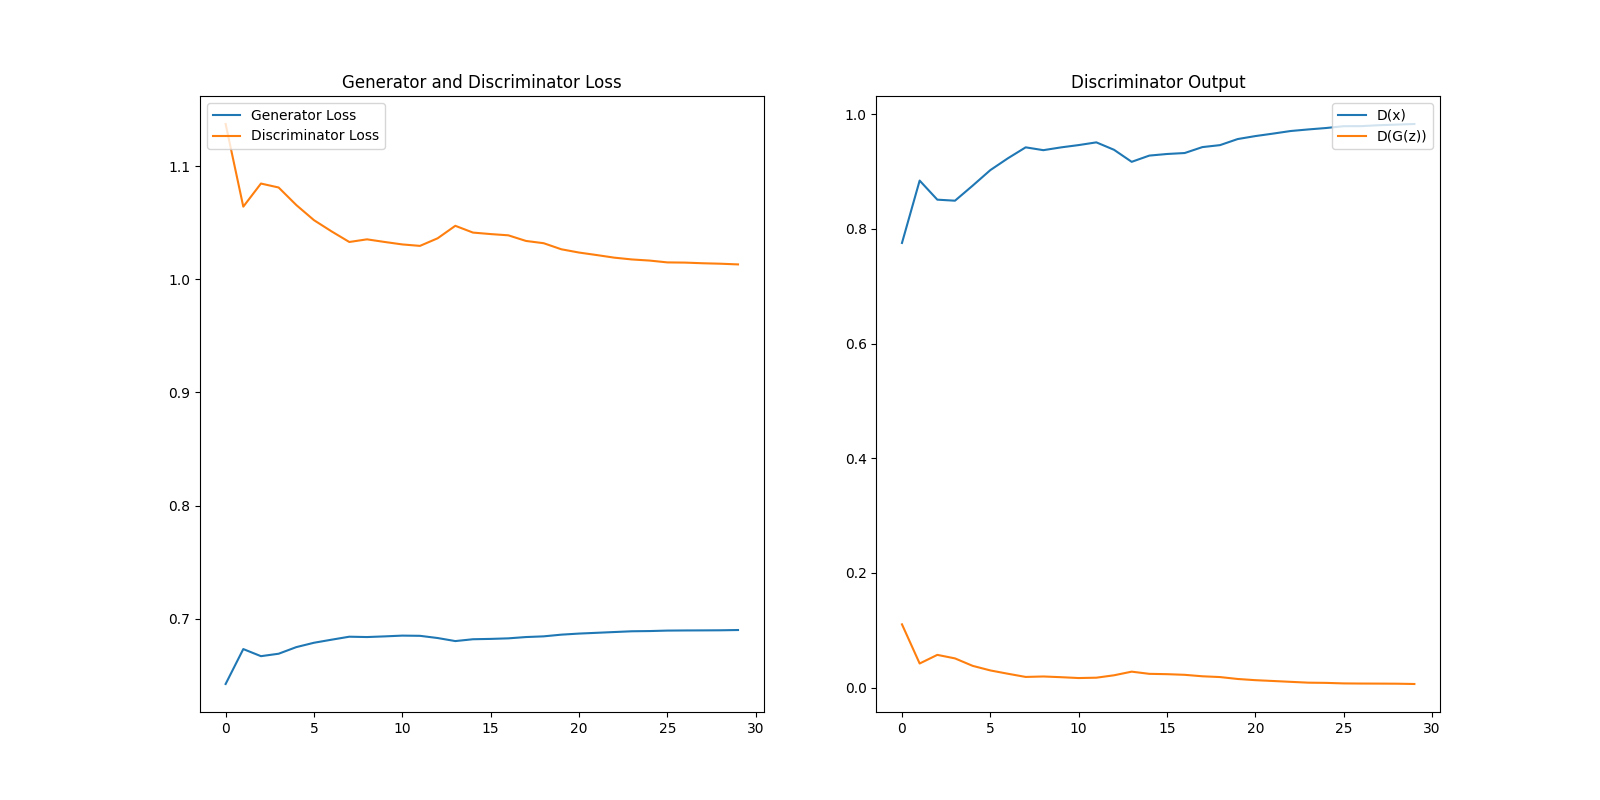 Generator and Discriminator Loss
Generator Loss
Discriminator Loss
1.1
1.0
0.9
0.8
0.7
0 5 10 15 20 25 30
Discriminator Output
D(x)
D(G(z))
1.0
0.8
0.6
0.4
0.2
0.0
0 5 10 15 20 25 30